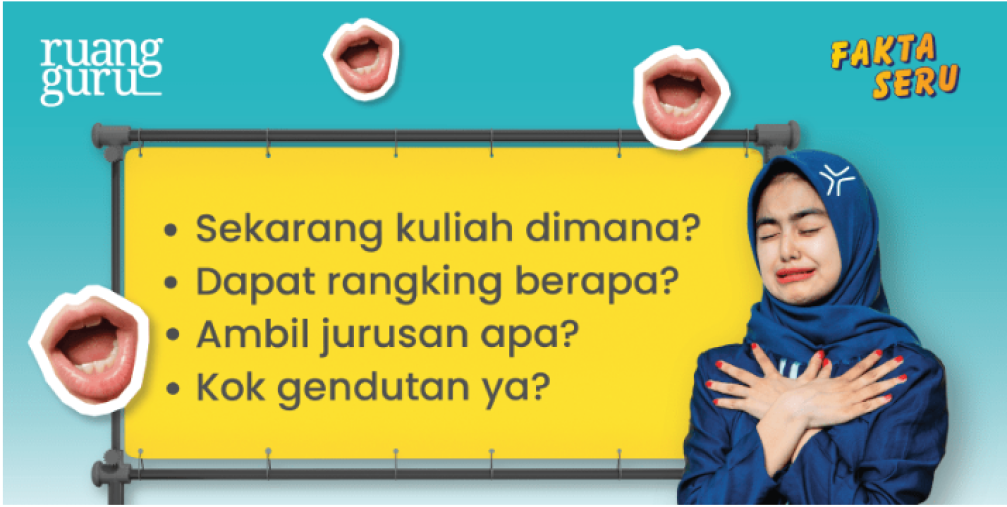 ruang
guru
FAKTA
SERU
• Sekarang kuliah dimana?
• Dapat rangking berapa?
• Ambil jurusan apa?
• Kok gendutan ya?